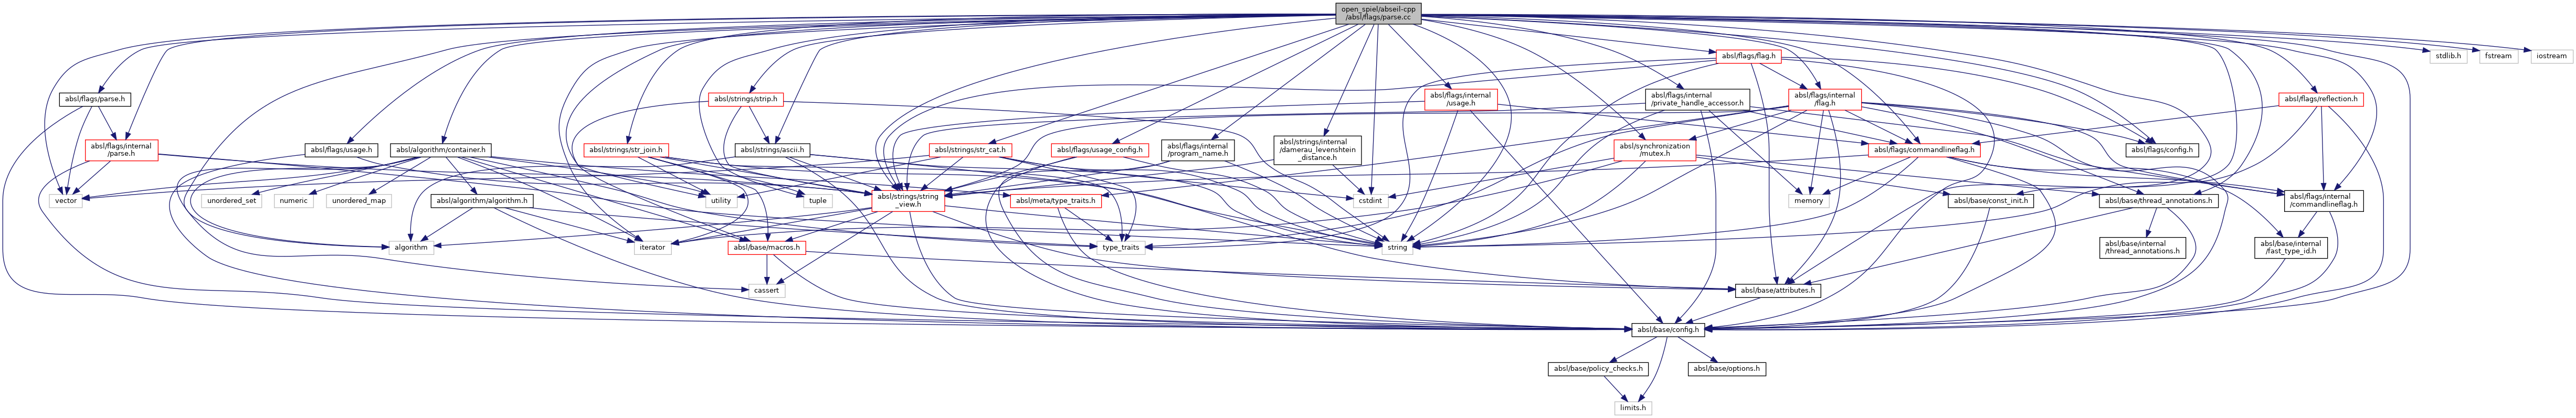 open_spiel/abseil-cpp
/absl/flags/parse.cc
absl/flags/flag.h
stdlib.h
fstream
iostream
absl/flags/parse.h
absl/strings/strip.h
absl/flags/internal
/usage.h
absl/flags/internal
/private_handle_accessor.h
absl/flags/internal
/flag.h
absl/flags/reflection.h
absl/flags/internal
/parse.h
absl/flags/usage.h
absl/algorithm/container.h
absl/strings/str_join.h
absl/strings/ascii.h
absl/strings/str_cat.h
absl/flags/usage_config.h
absl/flags/internal
/program_name.h
absl/strings/internal
/damerau_levenshtein
_distance.h
absl/synchronization
/mutex.h
absl/flags/commandlineflag.h
absl/flags/config.h
vector
unordered_set
numeric
unordered_map
absl/algorithm/algorithm.h
utility
tuple
absl/strings/string
_view.h
absl/meta/type_traits.h
cstdint
memory
absl/base/const_init.h
absl/base/thread_annotations.h
absl/flags/internal
/commandlineflag.h
algorithm
iterator
absl/base/macros.h
type_traits
string
absl/base/internal
/thread_annotations.h
absl/base/internal
/fast_type_id.h
cassert
absl/base/attributes.h
absl/base/config.h
absl/base/policy_checks.h
absl/base/options.h
limits.h